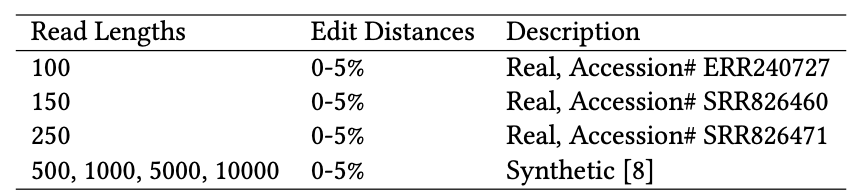 Read Lengths Edit Distances Description
100 0-5% Real, Accession# ERR240727
150 0-5% Real, Accession# SRR826460
250 0-5% Real, Accession# SRR826471
500, 1000, 5000, 10000 0-5% Synthetic [8]